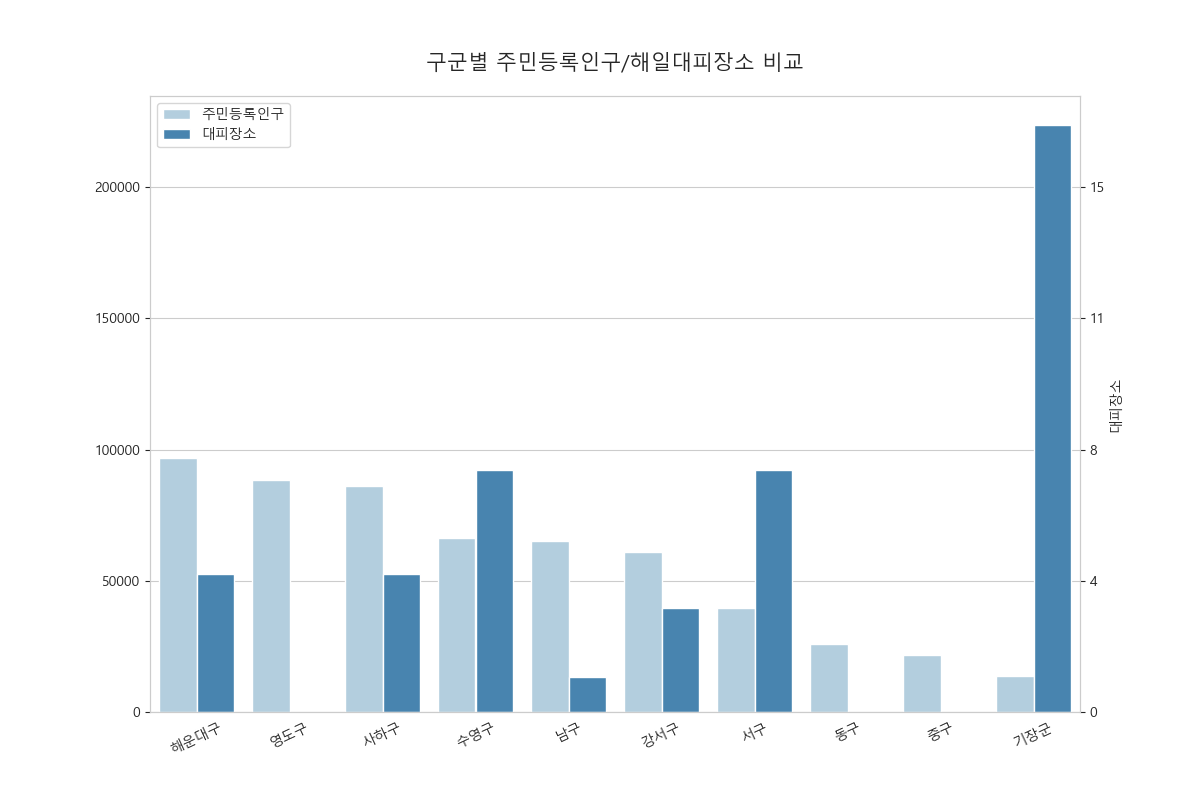 구군별 주민등록인구/해일대피장소 비교
주민등록인구
대피장소
200000
150000
100000
50000
0
15
11
8
4
0
대피장소
해운대구
영도구
사하구
수영구
남구
강서구
서구
동구
중구
기장군